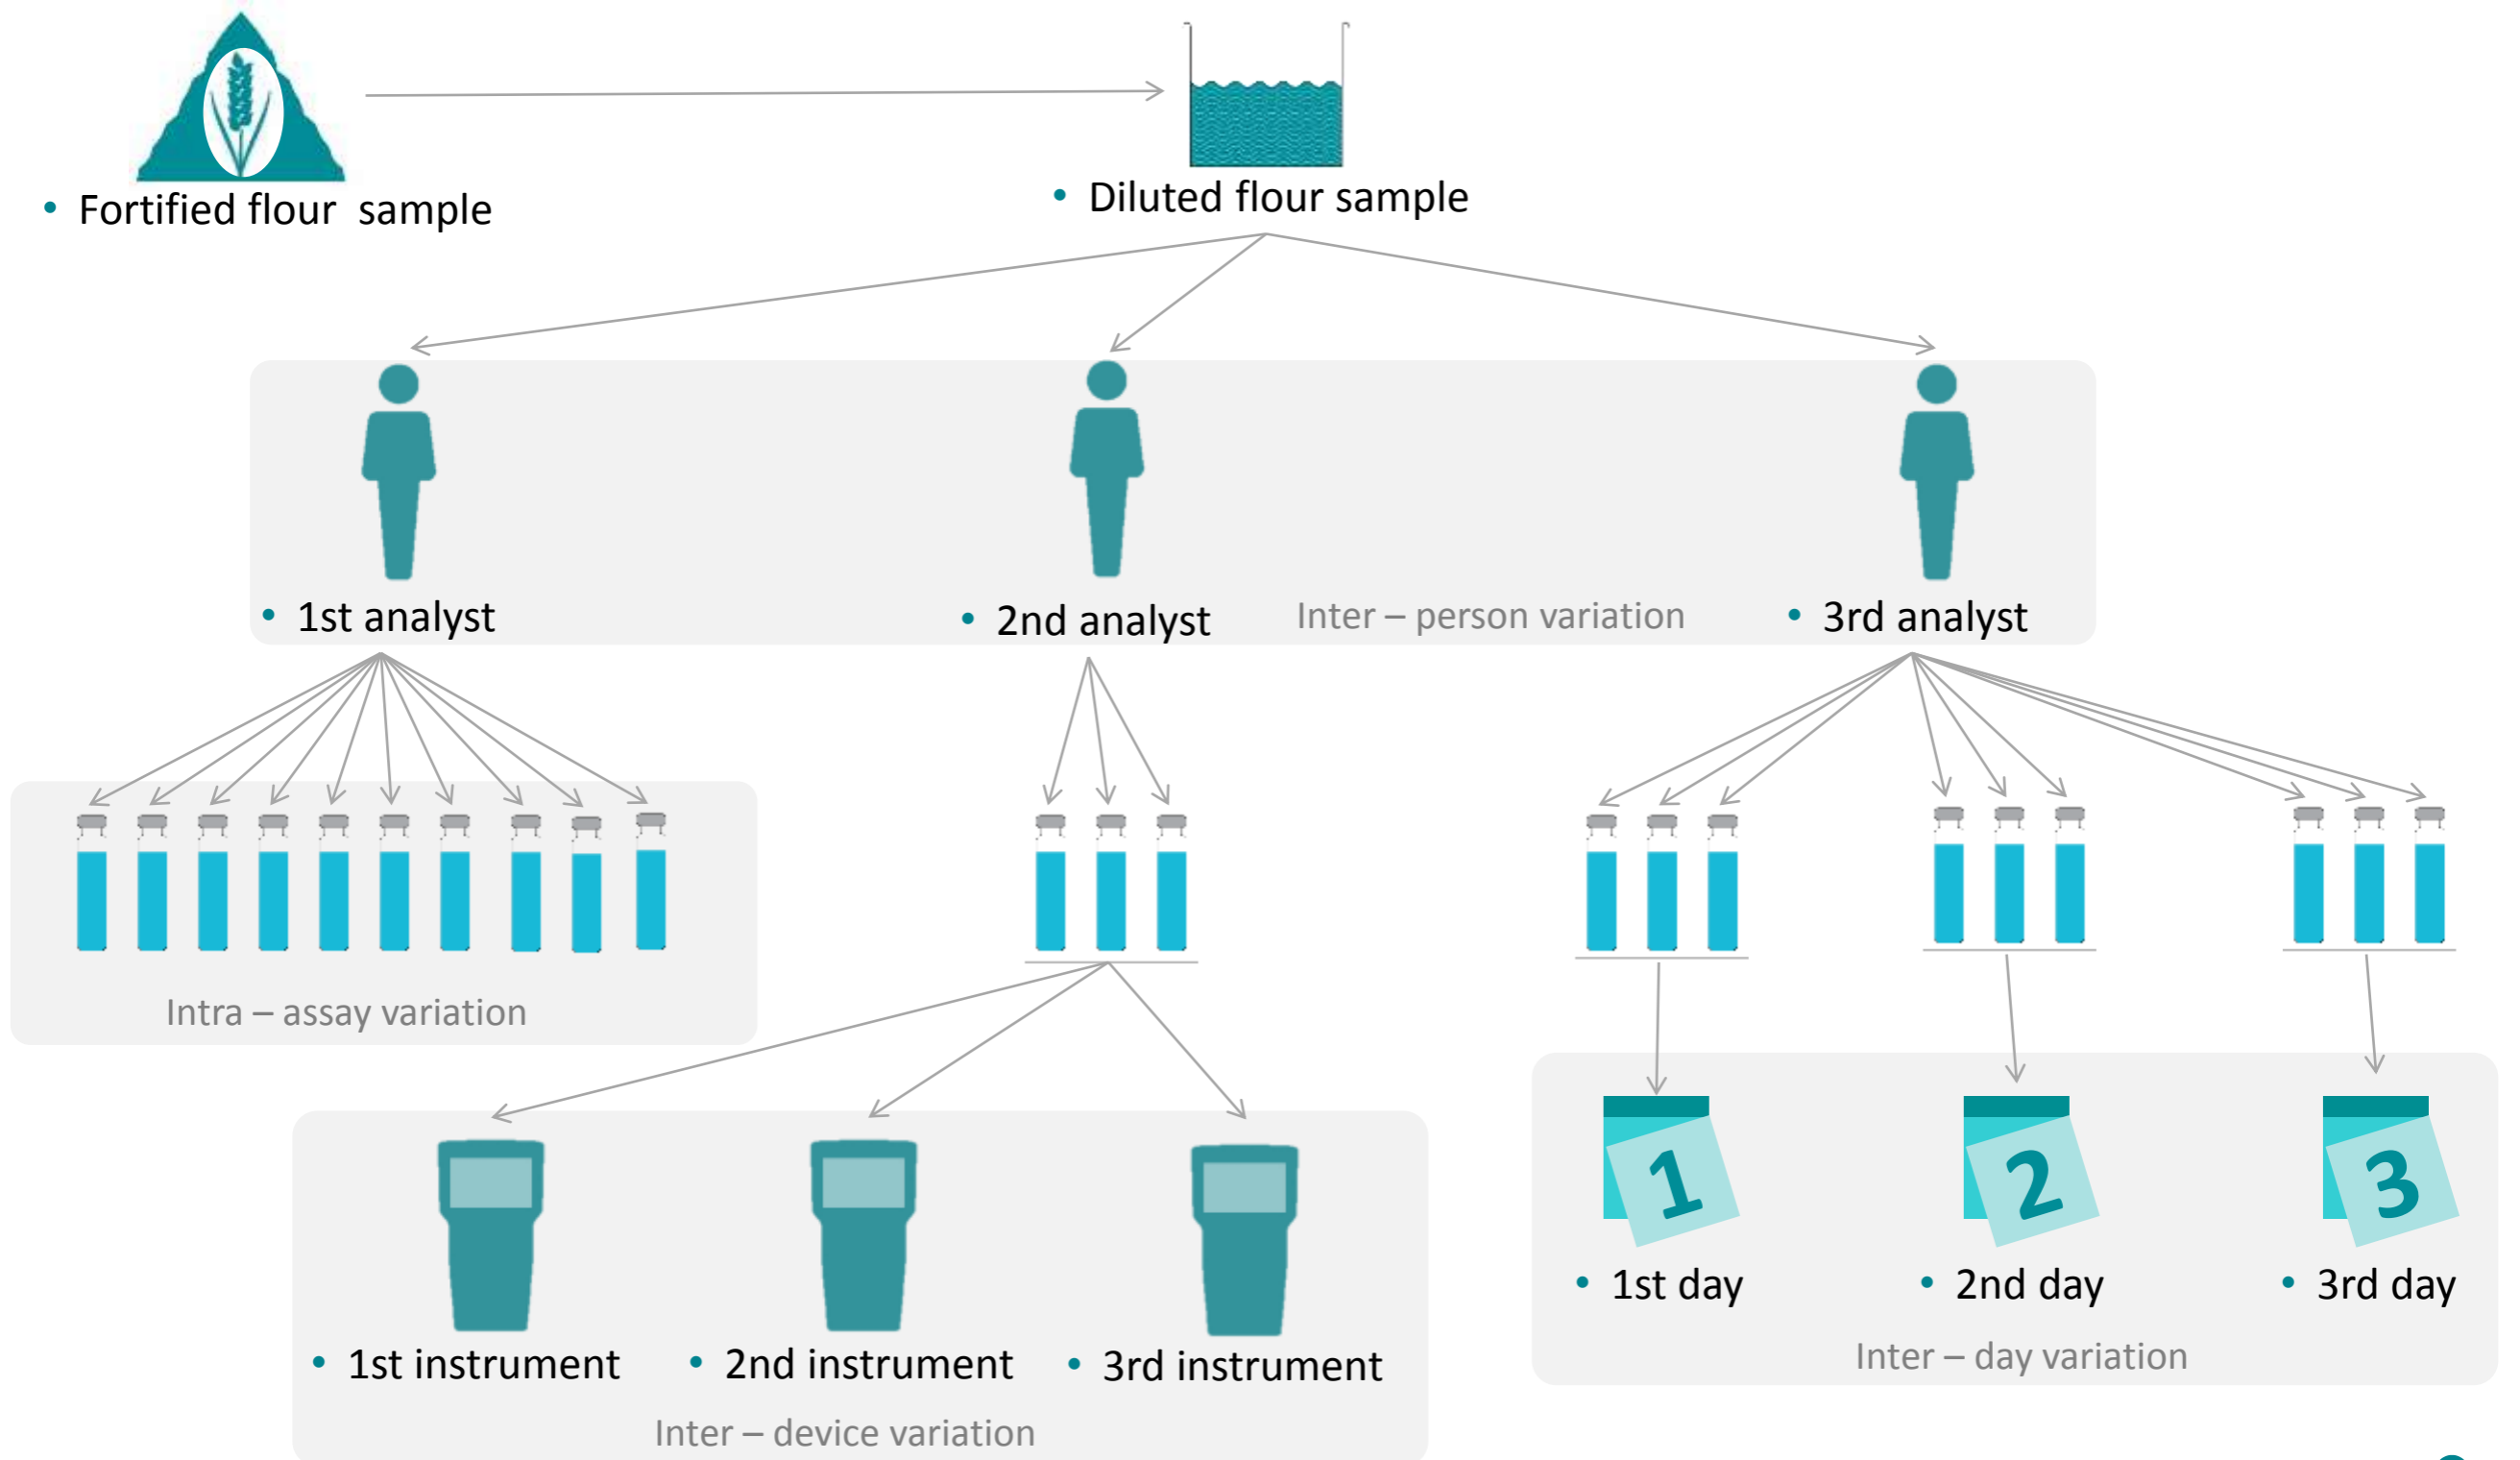 • Fortified flour sample
• Diluted flour sample
• 1st analyst
• 2nd analyst
Inter – person variation
• 3rd analyst
Intra – assay variation
1
2
3
• 1st day
• 2nd day
• 3rd day
Inter – day variation
• 1st instrument
• 2nd instrument
• 3rd instrument
Inter – device variation